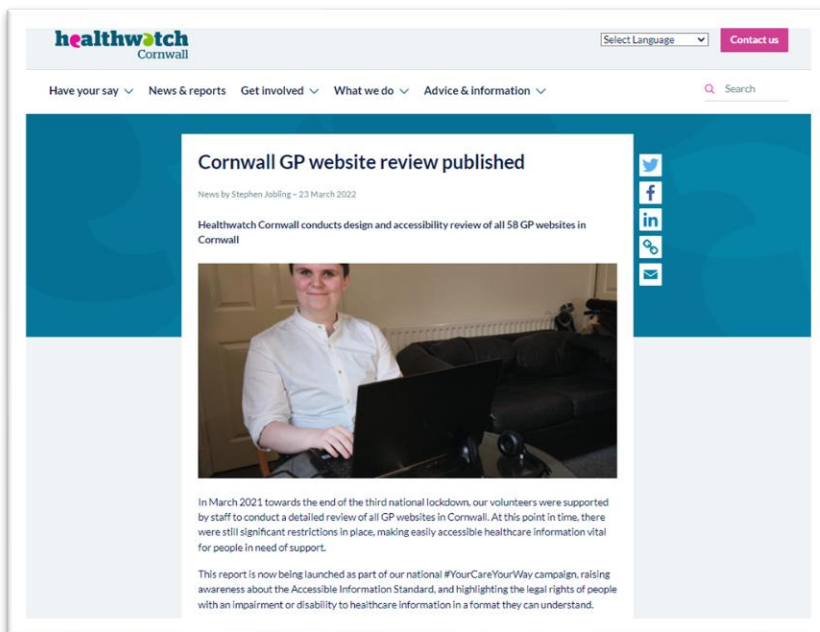 healthwatch
Cornwall
Select Language
Contact us
Have your say
News & reports
Get involved
What we do
Advice & information
Search
Cornwall GP website review published
News by Stephen Jobling – 23 March 2022
Healthwatch Cornwall conducts design and accessibility review of all 58 GP websites in
Cornwall
In March 2021 towards the end of the third national lockdown, our volunteers were supported
by staff to conduct a detailed review of all GP websites in Cornwall. At this point in time, there
were still significant restrictions in place, making easily accessible healthcare information vital
for people in need of support.
This report is now being launched as part of our national #YourCareYourWay campaign, raising
awareness about the Accessible Information Standard, and highlighting the legal rights of people
with an impairment or disability to healthcare information in a format they can understand.